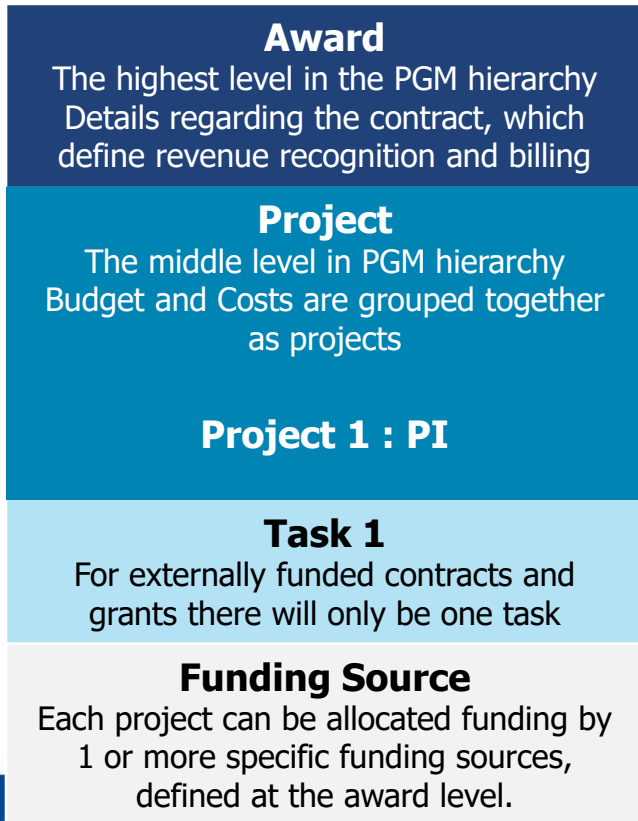 Award
The highest level in the PGM hierarchy
Details regarding the contract, which
define revenue recognition and billing
Project
The middle level in PGM hierarchy
Budget and Costs are grouped together
as projects
Project 1 : PI
Task 1
For externally funded contracts and
grants there will only be one task
Funding Source
Each project can be allocated funding by
1 or more specific funding sources,
defined at the award level.